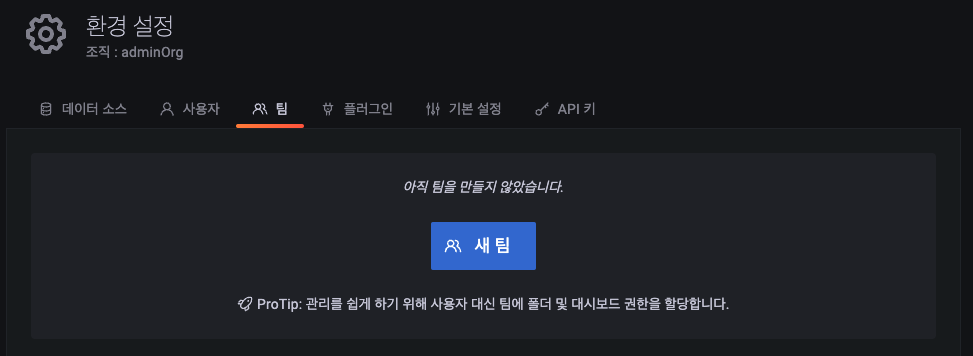 환경 설정
조직 : adminOrg
데이터 소스 사용자 팀 플러그인 기본 설정 API 키
아직 팀을 만들지 않았습니다.
새 팀
ProTip: 관리를 쉽게 하기 위해 사용자 대신 팀에 폴더 및 대시보드 권한을 할당합니다.